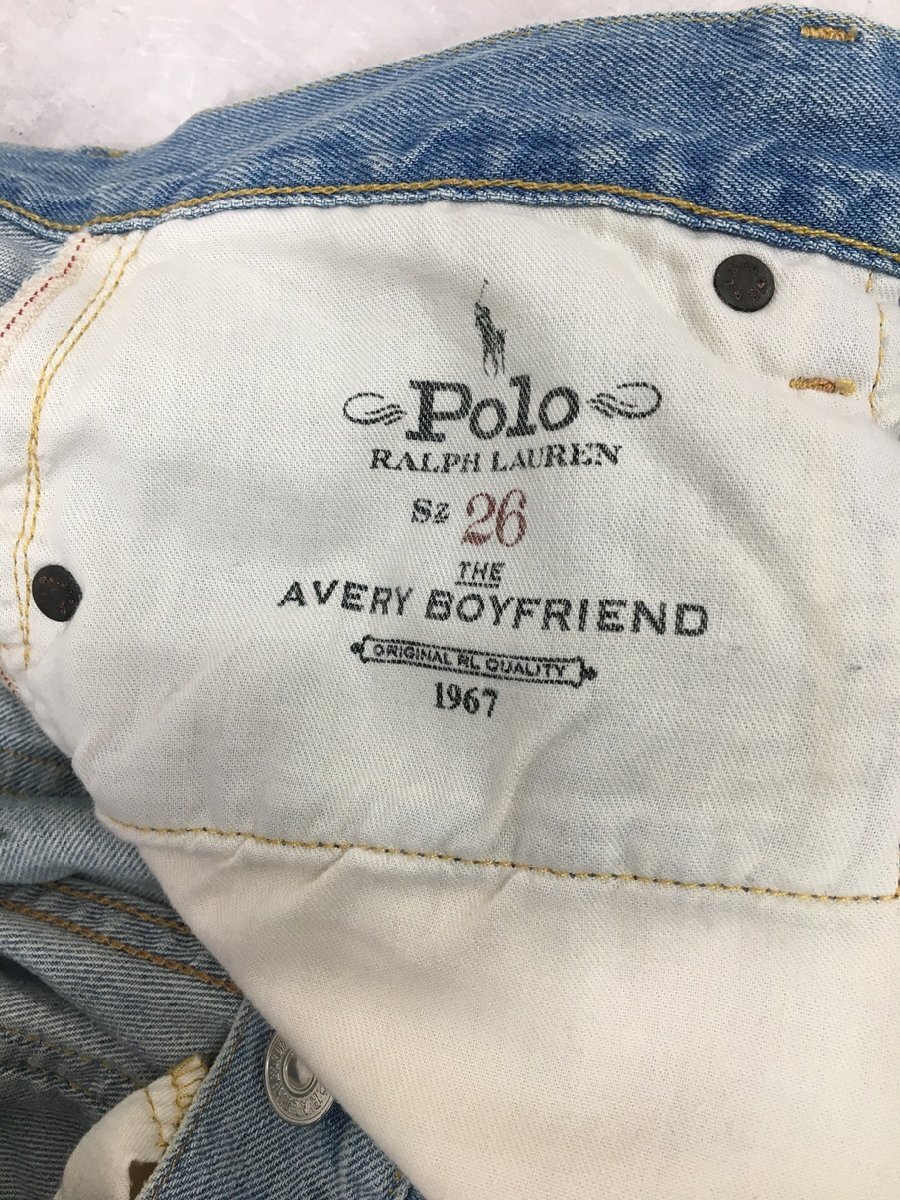 Polo
RALPH LAUREN
Sz 26
THE
AVERY BOYFRIEND
ORIGINAL RL QUALITY
1967